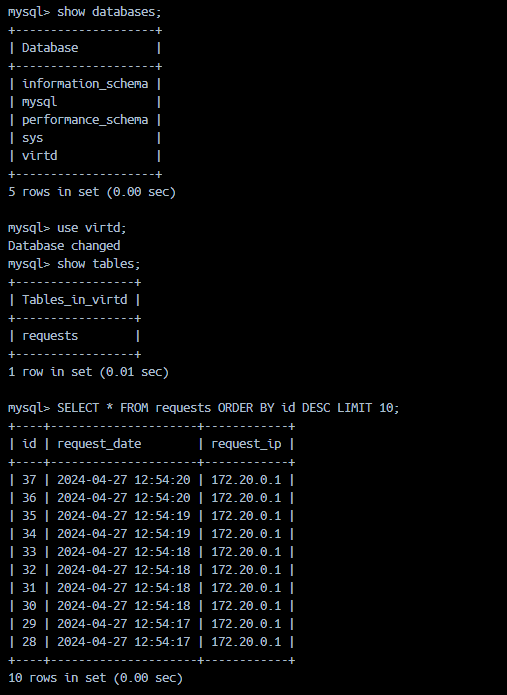 mysql> show databases;
+--------------------+
| Database           |
+--------------------+
| information_schema |
| mysql              |
| performance_schema |
| sys                |
| virtd              |
+--------------------+
5 rows in set (0.00 sec)

mysql> use virtd;
Database changed
mysql> show tables;
+-----------------+
| Tables_in_virtd |
+-----------------+
| requests        |
+-----------------+
1 row in set (0.01 sec)

mysql> SELECT * FROM requests ORDER BY id DESC LIMIT 10;
+----+---------------------+------------+
| id | request_date        | request_ip |
+----+---------------------+------------+
| 37 | 2024-04-27 12:54:20 | 172.20.0.1 |
| 36 | 2024-04-27 12:54:20 | 172.20.0.1 |
| 35 | 2024-04-27 12:54:19 | 172.20.0.1 |
| 34 | 2024-04-27 12:54:19 | 172.20.0.1 |
| 33 | 2024-04-27 12:54:18 | 172.20.0.1 |
| 32 | 2024-04-27 12:54:18 | 172.20.0.1 |
| 31 | 2024-04-27 12:54:18 | 172.20.0.1 |
| 30 | 2024-04-27 12:54:18 | 172.20.0.1 |
| 29 | 2024-04-27 12:54:17 | 172.20.0.1 |
| 28 | 2024-04-27 12:54:17 | 172.20.0.1 |
+----+---------------------+------------+
10 rows in set (0.00 sec)